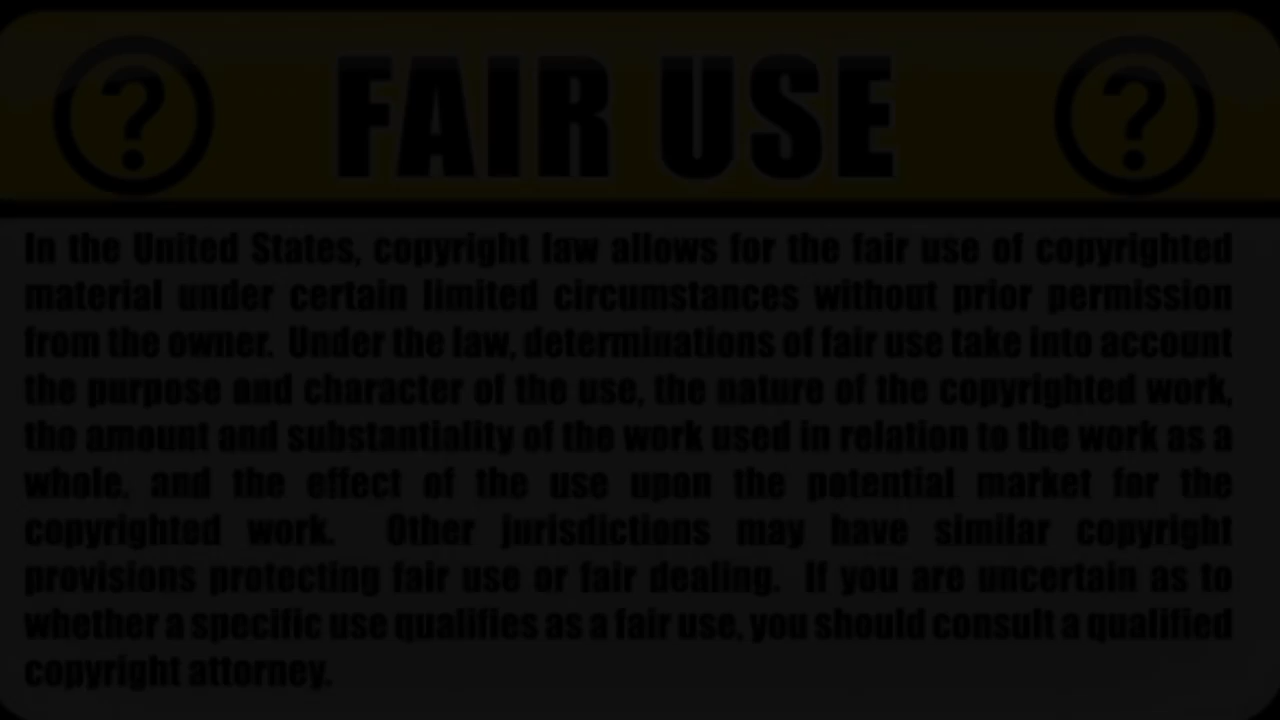 ? FAIR USE ?
In the United States, copyright law allows for the fair use of copyrighted
material under certain limited circumstances without prior permission
from the owner. Under the law, determinations of fair use take into account
the purpose and character of the use, the nature of the copyrighted work,
the amount and substantiality of the work used in relation to the work as a
whole, and the effect of the use upon the potential market for the
copyrighted work. Other jurisdictions may have similar copyright
provisions protecting fair use or fair dealing. If you are uncertain as to
whether a specific use qualifies as a fair use, you should consult a qualified
copyright attorney.